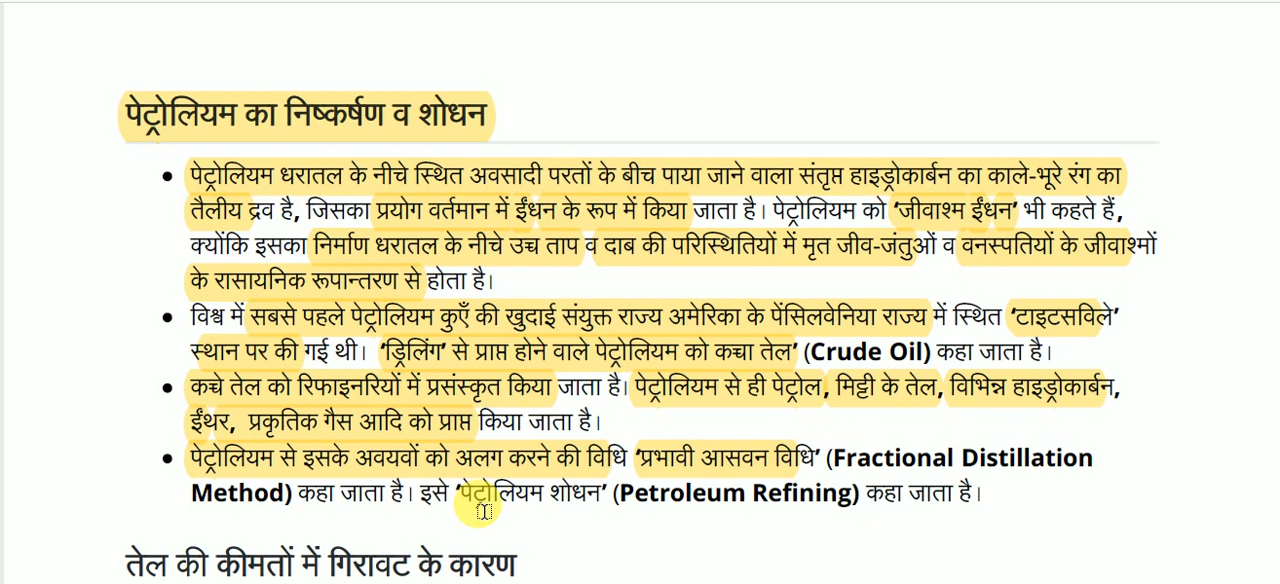 पेट्रोलियम का निष्कर्षण व शोधन
पेट्रोलियम धरातल के नीचे स्थित अवसादी परतों के बीच पाया जाने वाला संतृप्त हाइड्रोकार्बन का काले-भूरे रंग का
तैलीय द्रव है, जिसका प्रयोग वर्तमान में ईंधन के रूप में किया जाता है। पेट्रोलियम को ‘जीवाश्म ईंधन’ भी कहते हैं,
क्योंकि इसका निर्माण धरातल के नीचे उच्च ताप व दाब की परिस्थितियों में मृत जीव-जंतुओं व वनस्पतियों के जीवाश्मों
के रासायनिक रूपान्तरण से होता है।
विश्व में सबसे पहले पेट्रोलियम कुएँ की खुदाई संयुक्त राज्य अमेरिका के पेंसिलवेनिया राज्य में स्थित ‘टाइटसविले’
स्थान पर की गई थी। ‘ड्रिलिंग’ से प्राप्त होने वाले पेट्रोलियम को कच्चा तेल’ (Crude Oil) कहा जाता है।
कच्चे तेल को रिफाइनरियों में प्रसंस्कृत किया जाता है। पेट्रोलियम से ही पेट्रोल, मिट्टी के तेल, विभिन्न हाइड्रोकार्बन,
ईंथर, प्रकृतिक गैस आदि को प्राप्त किया जाता है।
पेट्रोलियम से इसके अवयवों को अलग करने की विधि ‘प्रभावी आसवन विधि’ (Fractional Distillation
Method) कहा जाता है। इसे ‘पेट्रोलियम शोधन’ (Petroleum Refining) कहा जाता है।
तेल की कीमतों में गिरावट के कारण